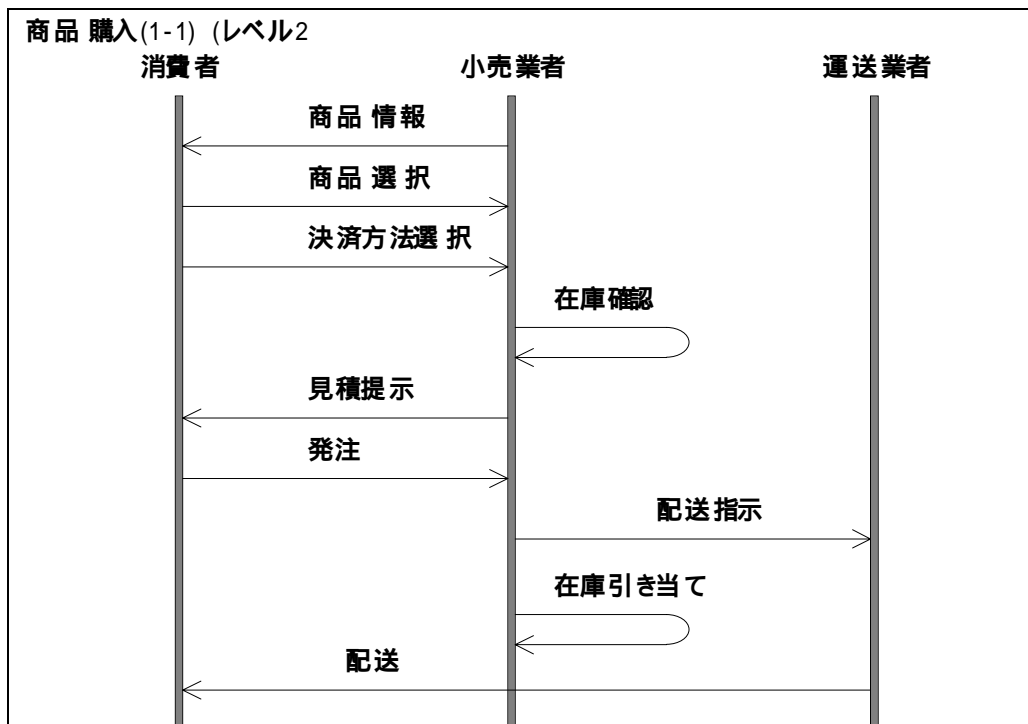 商品購入(1-1) (レベル2
消費者 小売業者 運送業者
商品情報
商品選択
決済方法選択
在庫確認
見積提示
発注
配送指示
在庫引き当て
配送